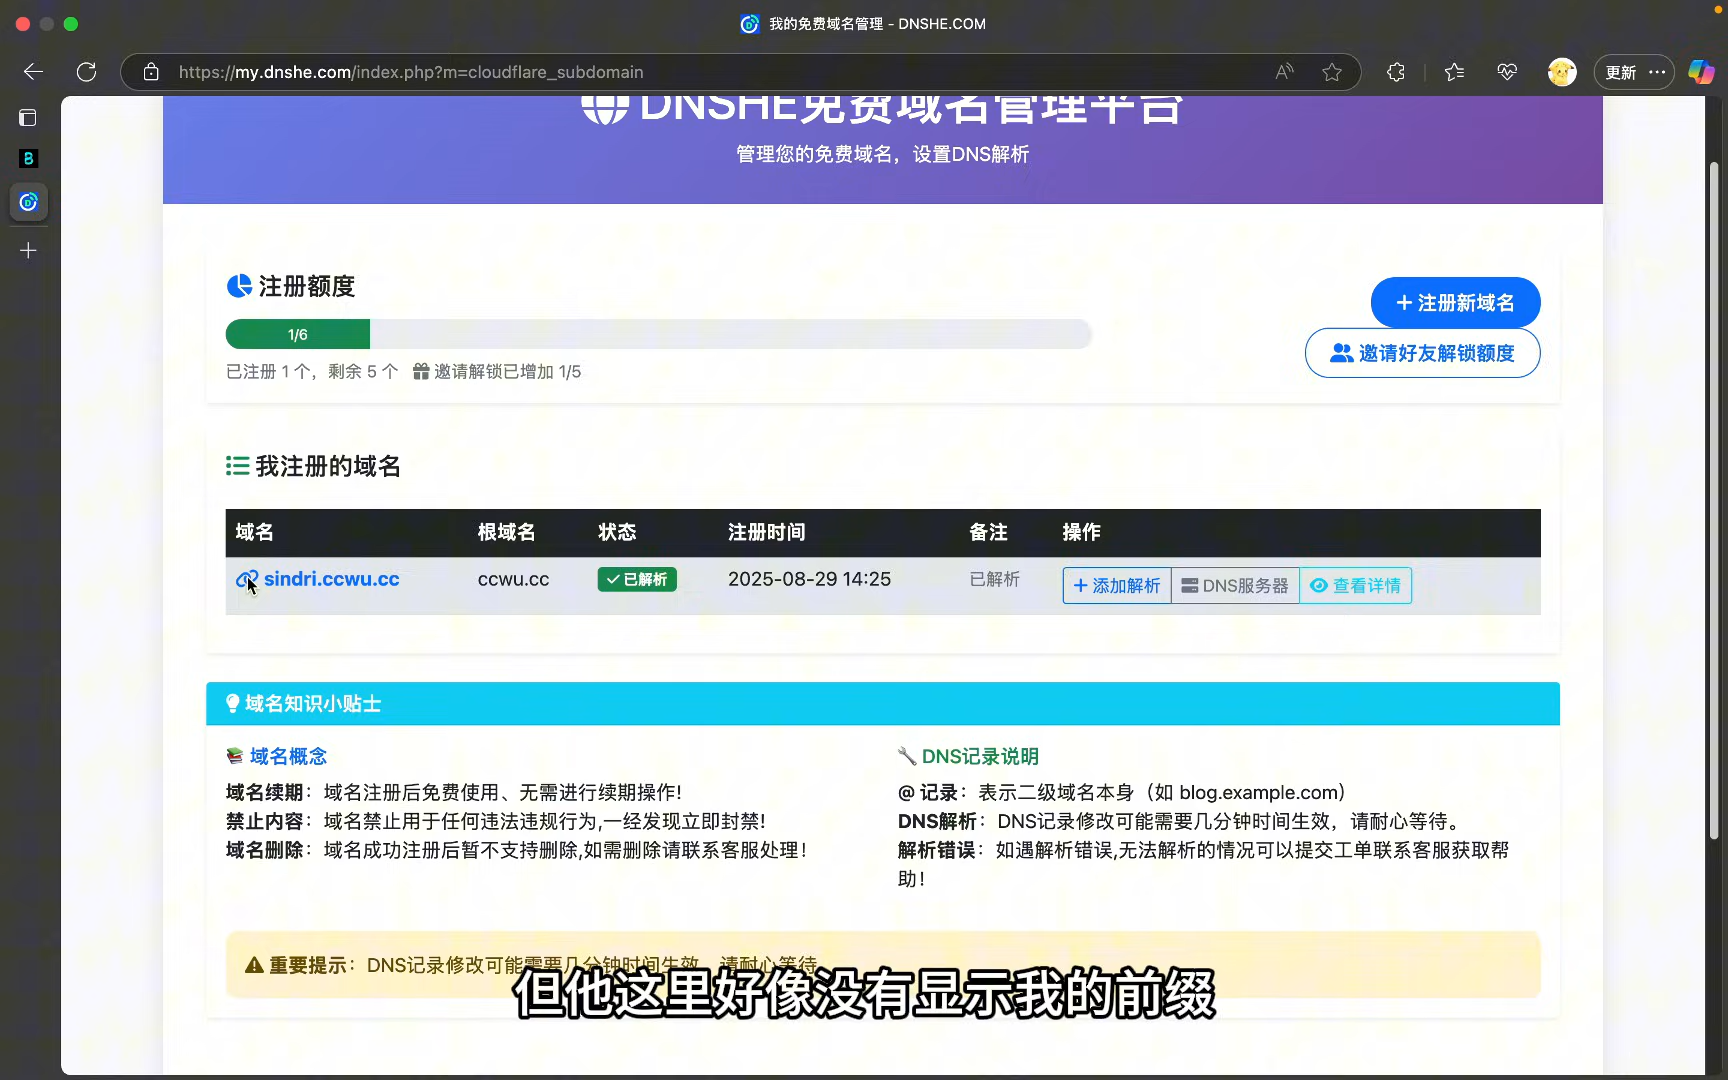 我的免费域名管理 - DNSHE.COM
https://my.dnshe.com/index.php?m=cloudflare_subdomain
更新
DNSHE免费域名管理平台
管理您的免费域名，设置DNS解析
注册额度
1/6
已注册 1 个，剩余 5 个 邀请解锁已增加 1/5
+ 注册新域名
邀请好友解锁额度
我注册的域名
域名 根域名 状态 注册时间 备注 操作
sindri.ccwu.cc ccwu.cc 已解析 2025-08-29 14:25 已解析 + 添加解析 DNS服务器 查看详情
域名知识小贴士
域名概念
域名续期：域名注册后免费使用、无需进行续期操作!
禁止内容：域名禁止用于任何违法违规行为,一经发现立即封禁!
域名删除：域名成功注册后暂不支持删除,如需删除请联系客服处理！
DNS记录说明
@ 记录：表示二级域名本身（如 blog.example.com）
DNS解析：DNS记录修改可能需要几分钟时间生效，请耐心等待。
解析错误：如遇解析错误,无法解析的情况可以提交工单联系客服获取帮
助！
重要提示：DNS记录修改可能需要几分钟时间生效，请耐心等待
但他这里好像没有显示我的前缀